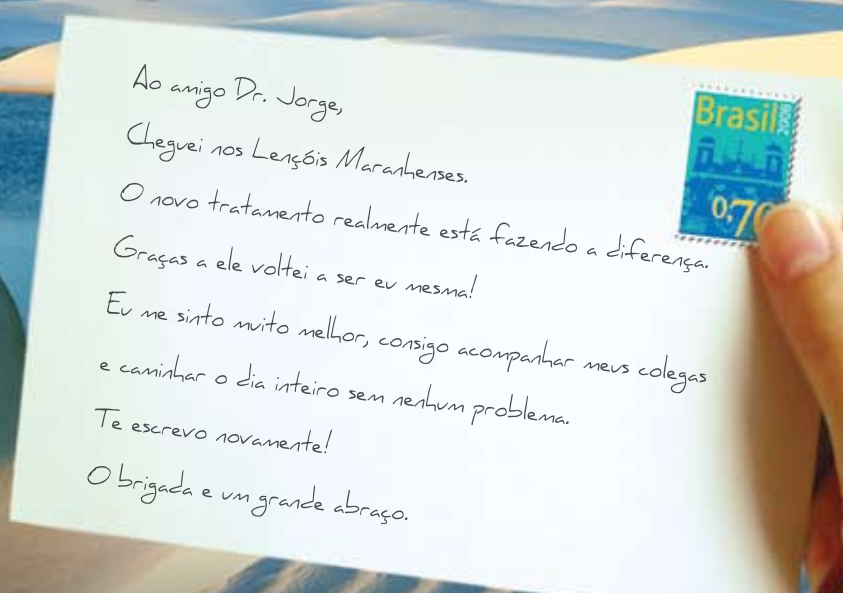 Ao amigo Dr. Jorge,
Cheguei nos Lençóis Maranhenses.
O novo tratamento realmente está fazendo a diferença.
Graças a ele voltei a ser eu mesma!
Eu me sinto muito melhor, consigo acompanhar meus colegas
e caminhar o dia inteiro sem nenhum problema.
Te escrevo novamente!
Obrigada e um grande abraço.
Brasil
0,70